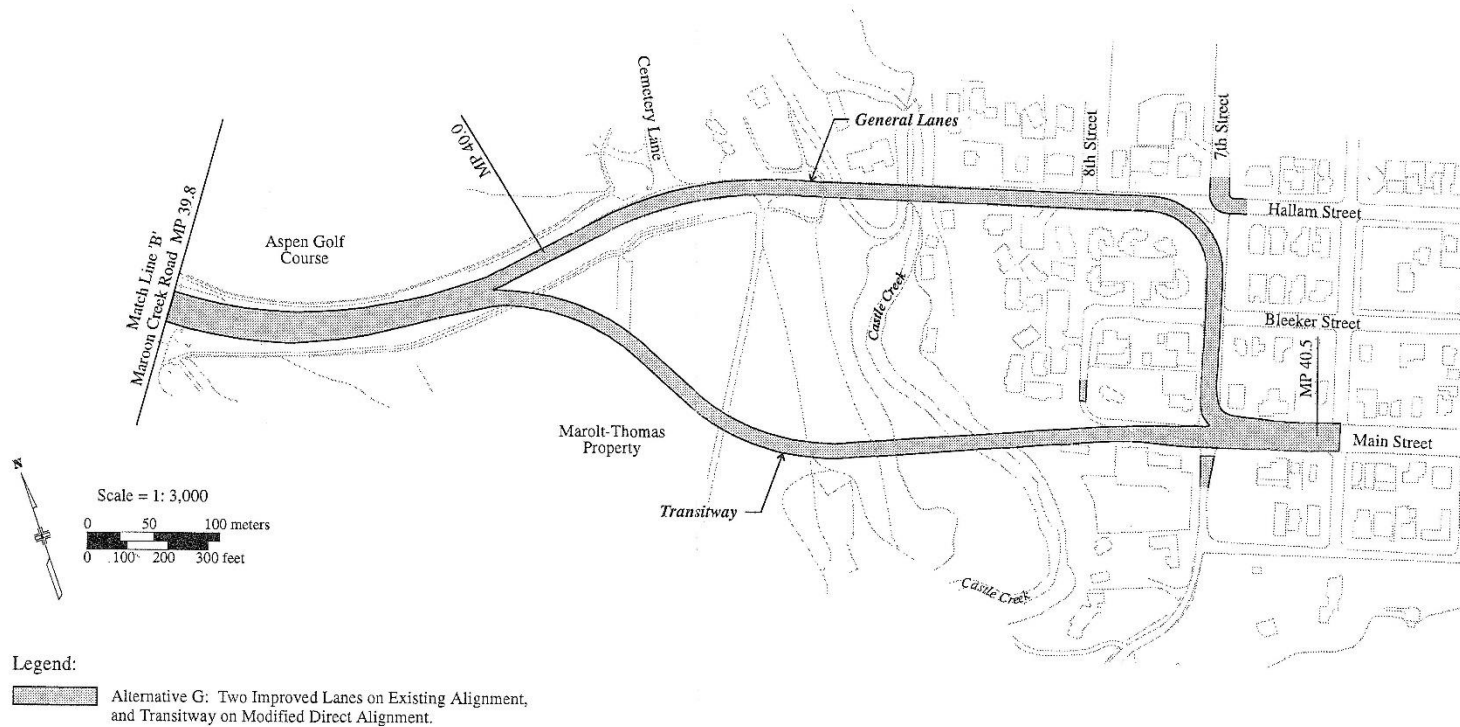 Cemetery Lane
General Lanes
8th Street
7th Street
MP 40.0
Match Line 'B'
Maroon Creek Road MP 39.8
Aspen Golf
Course
Hallam Street
Castle Creek
Bleeker Street
MP 40.5
Marolt-Thomas
Property
Main Street
Transitway
N
Scale = 1: 3,000
0 50 100 meters
0 100 200 300 feet
Castle Creek
Legend:
Alternative G: Two Improved Lanes on Existing Alignment,
and Transitway on Modified Direct Alignment.